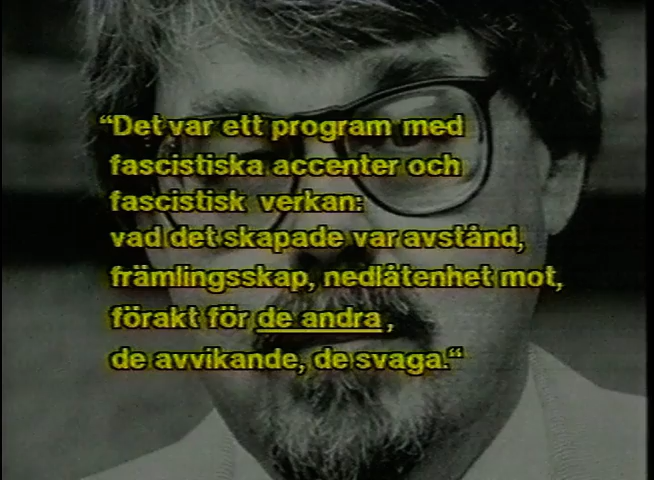 “Det var ett program med
fascistiska accenter och
fascistisk verkan:
vad det skapade var avstånd,
främlingsskap, nedlåtenhet mot,
förakt för de andra,
de avvikande, de svaga.“